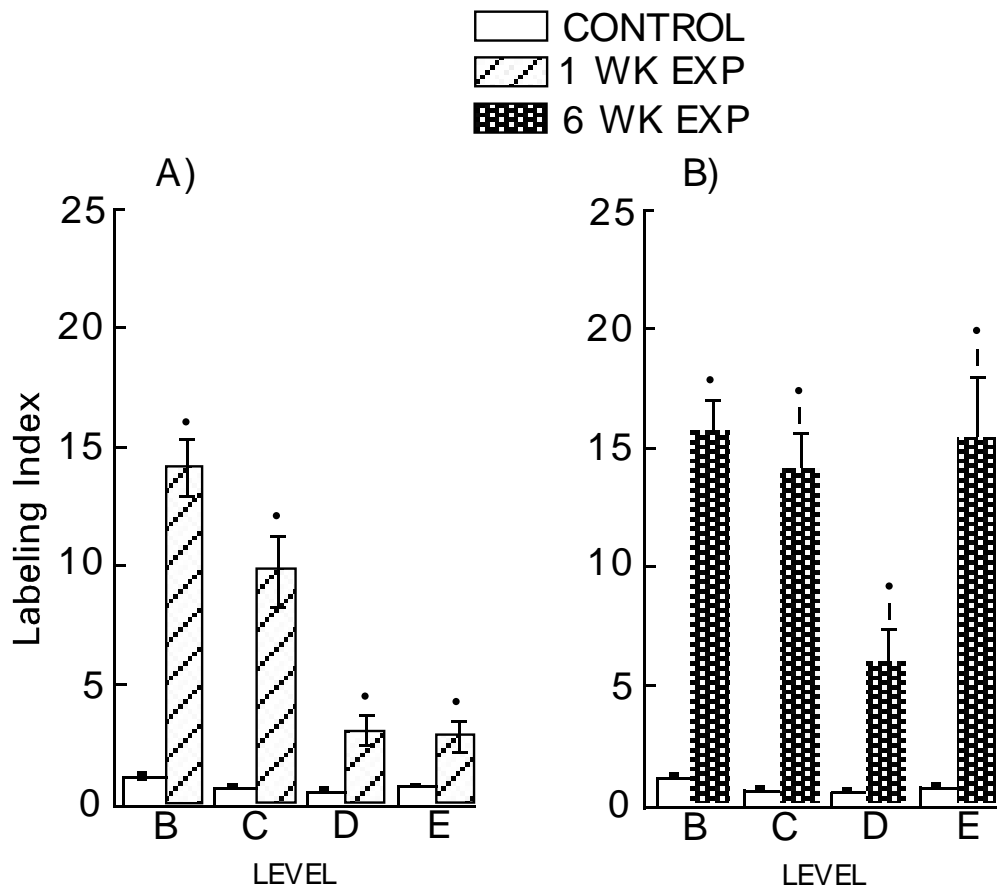 CONTROL
1 WK EXP
6 WK EXP
A)
25
20
15
10
5
0
Labeling Index
B C D E
LEVEL
B)
25
20
15
10
5
0
B C D E
LEVEL